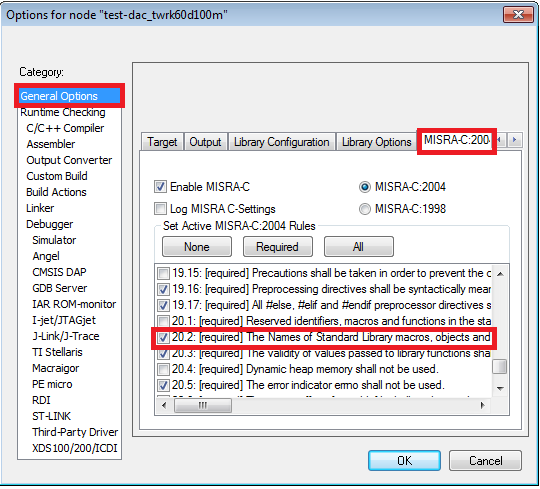 Options for node "test-dac_twrk60d100m"
Category:
General Options
Runtime Checking
C/C++ Compiler
Assembler
Output Converter
Custom Build
Build Actions
Linker
Debugger
Simulator
Angel
CMSIS DAP
GDB Server
IAR ROM-monitor
I-jet/JTAGjet
J-Link/J-Trace
TI Stellaris
Macraigor
PE micro
RDI
ST-LINK
Third-Party Driver
XDS100/200/ICDI
Target Output Library Configuration Library Options MISRA-C:200
Enable MISRA-C MISRA-C:2004
Log MISRA C-Settings MISRA-C:1998
Set Active MISRA-C:2004 Rules
None Required All
19.15: [required] Precautions shall be taken in order to prevent the c
19.16: [required] Preprocessing directives shall be syntactically mear
19.17: [required] All #else, #elif and #endif preprocessor directives s
20.1: [required] Reserved identifiers, macros and functions in the sta
20.2: [required] The Names of Standard Library macros, objects and
20.3: [required] The validity of values passed to library functions sha
20.4: [required] Dynamic heap memory shall not be used.
20.5: [required] The error indicator errno shall not be used.
OK Cancel